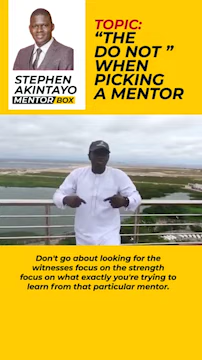 TOPIC:
“THE
DO NOT ”
WHEN
PICKING
A MENTOR
STEPHEN
AKINTAYO
MENTOR BOX
Don't go about looking for the
witnesses focus on the strength
focus on what exactly you're trying to
learn from that particular mentor.